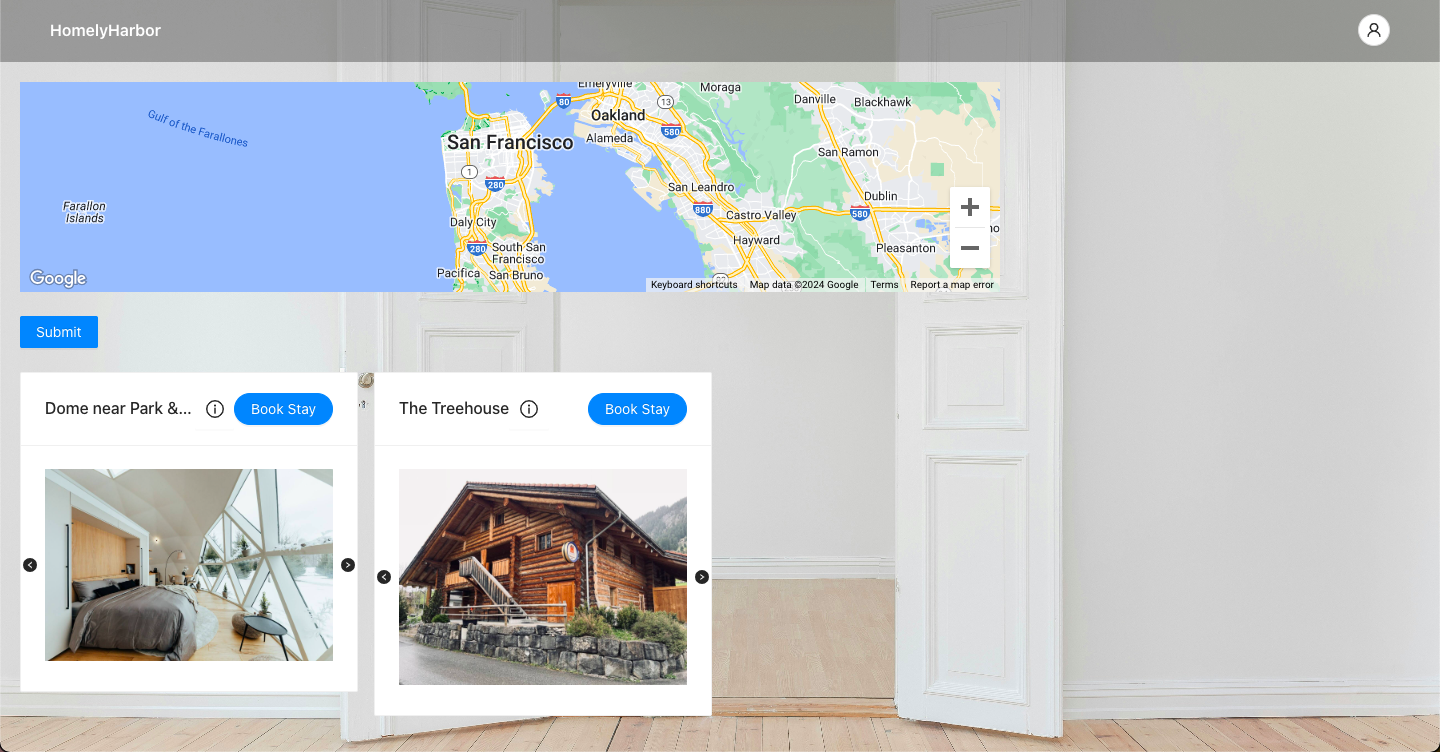 HomelyHarbor
Emeryville
Moraga
80
13
Danville
Blackhawk
Gulf of the Farallones
Oakland
580
San Francisco
Alameda
San Ramon
1
280
San Leandro
Farallon
Islands
880
Dublin
Castro Valley
580
Daly City
Hayward
280
South San
Francisco
Pleasanton
Pacifica
San Bruno
Google
Keyboard shortcuts
Map data ©2024 Google
Terms
Report a map error
Submit
Dome near Park &...
Book Stay
The Treehouse
Book Stay